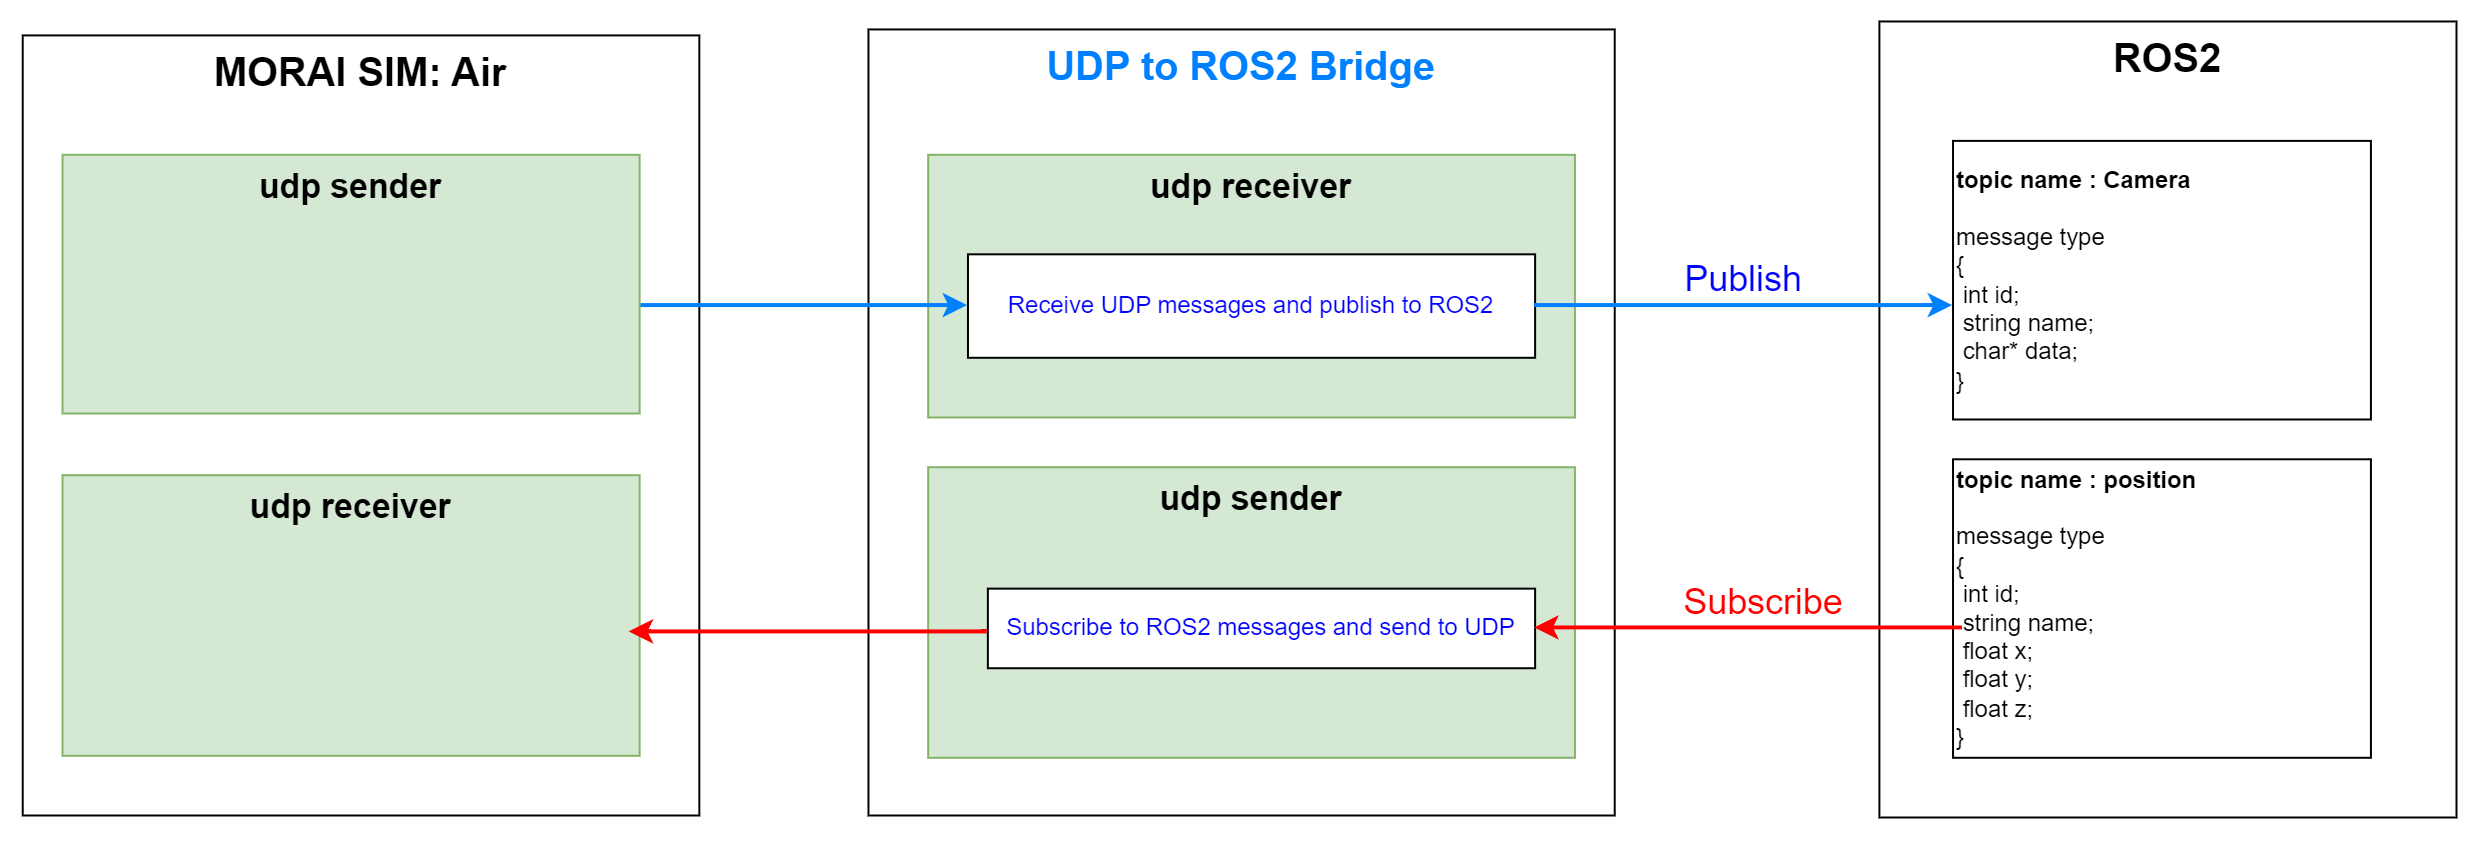 MORAI SIM: Air
udp sender
udp receiver
UDP to ROS2 Bridge
udp receiver
Receive UDP messages and publish to ROS2
udp sender
Subscribe to ROS2 messages and send to UDP
Publish
Subscribe
ROS2
topic name : Camera
message type
{
int id;
string name;
char* data;
}
topic name : position
message type
{
int id;
string name;
float x;
float y;
float z;
}